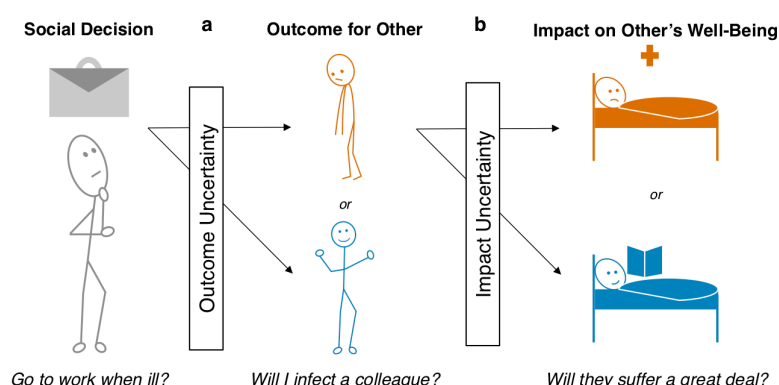 Social Decision
a
Outcome for Other
b
Impact on Other's Well-Being
Outcome Uncertainty
or
Impact Uncertainty
or
Go to work when ill?
Will I infect a colleague?
Will they suffer a great deal?